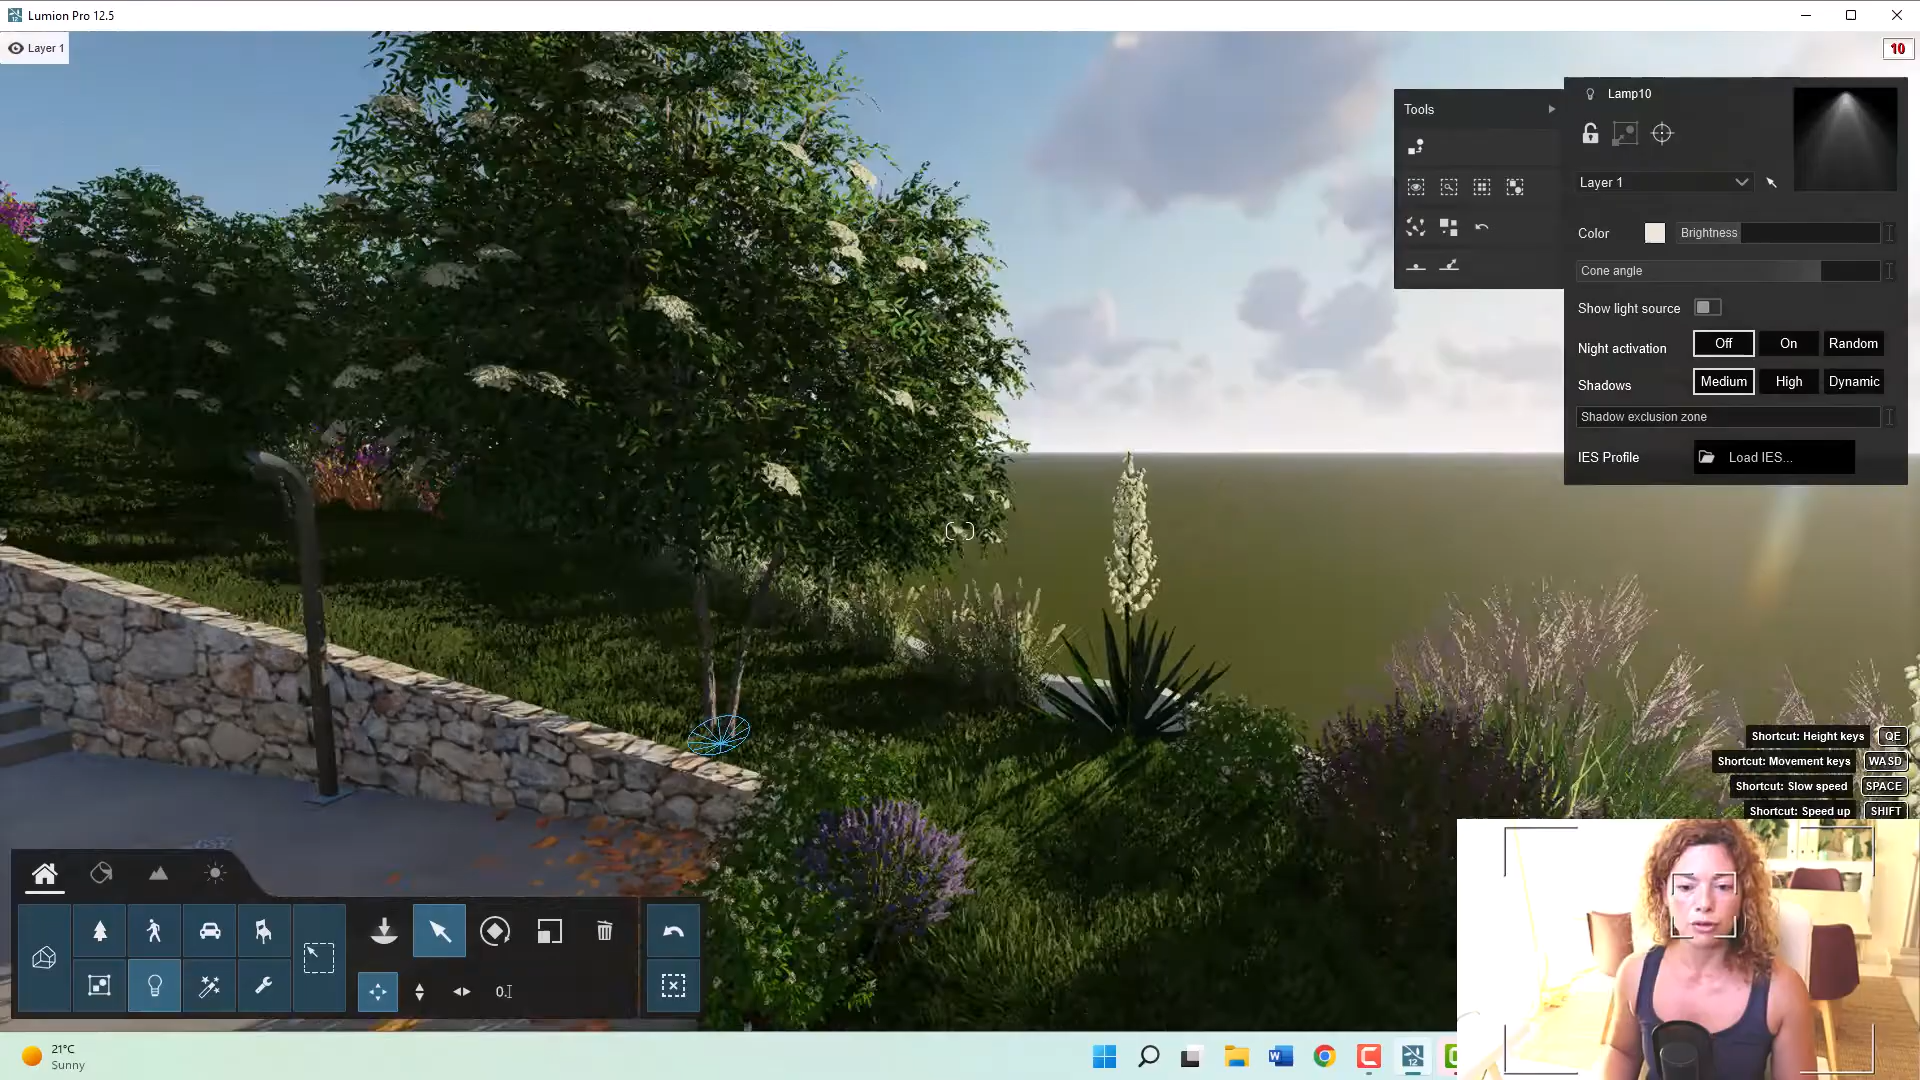 Lumion Pro 12.5
Layer 1
10
Tools
Lamp10
Layer 1
Color
Brightness
Cone angle
Show light source
Night activation
Off
On
Random
Shadows
Medium
High
Dynamic
Shadow exclusion zone
IES Profile
Load IES...
Shortcut: Height keys QE
Shortcut: Movement keys WASD
Shortcut: Slow speed SPACE
Shortcut: Speed up SHIFT
0.
21°C
Sunny
12